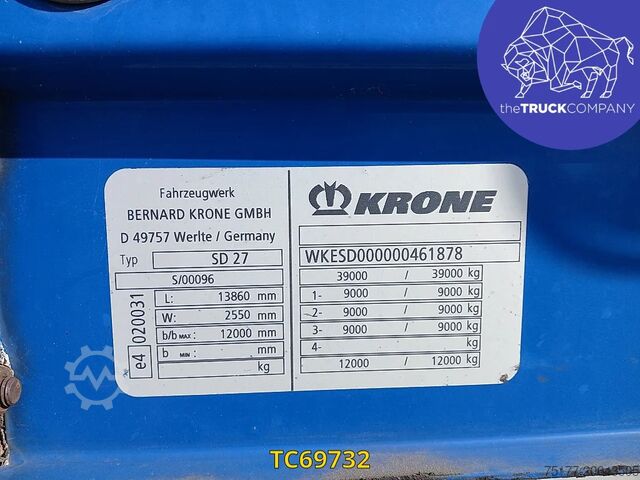 theTRUCKCOMPANY
Fahrzeugwerk
BERNARD KRONE GMBH
D 49757 Werlte / Germany
Typ SD 27
S/00096
e4 020031
L: 13860 mm
W: 2550 mm
b/b MAX: 12000 mm
b MIN: mm
kg
KRONE
WKESD000000461878
39000 / 39000 kg
1- 9000 / 9000 kg
2- 9000 / 9000 kg
3- 9000 / 9000 kg
4- kg
12000 / 12000 kg
TC69732